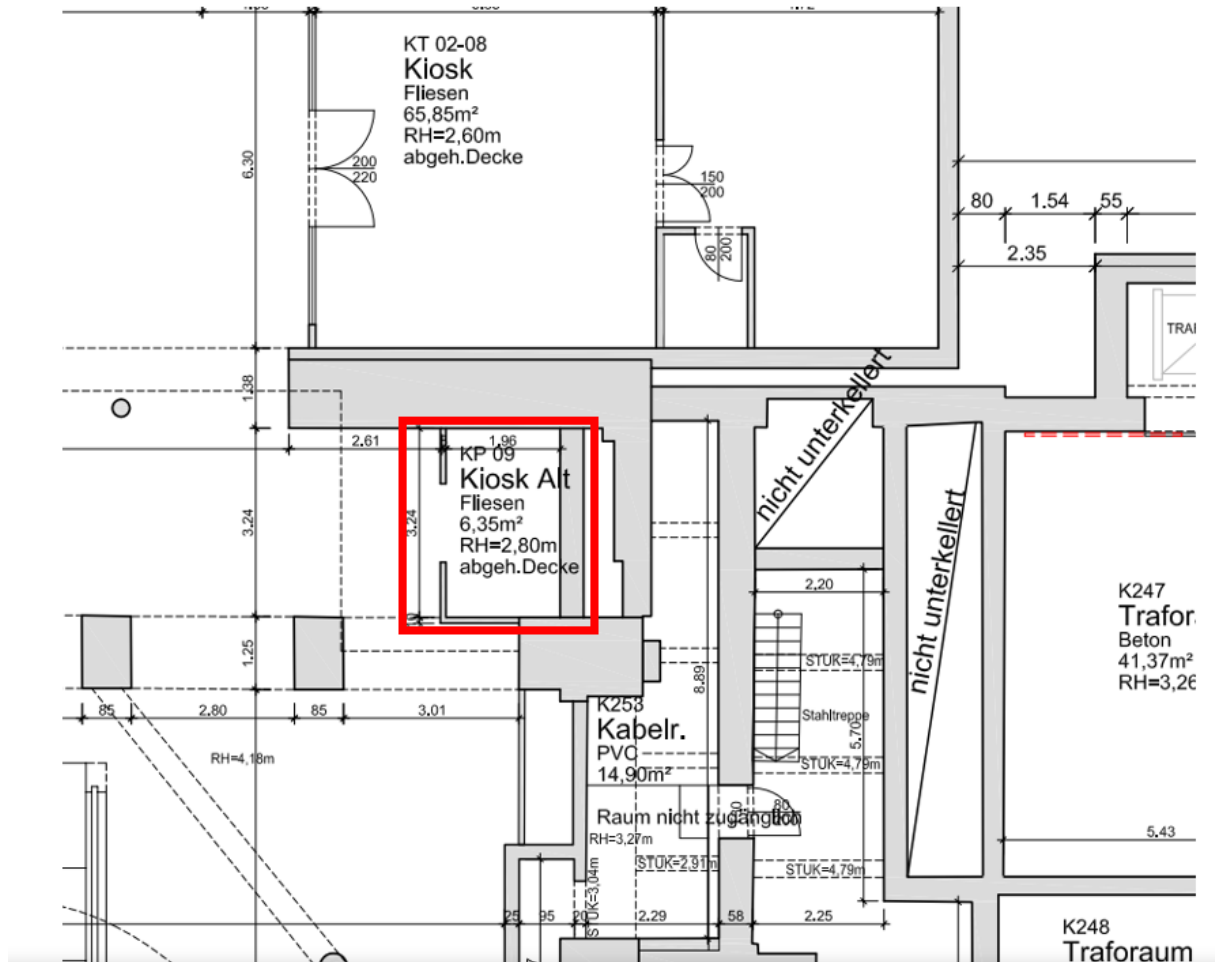 KT 02-08
Kiosk
Fliesen
65,85m²
RH=2,60m
abgeh.Decke
6.30
200
220
150
200
80
200
80
1.54
55
2.35
TRA
1.38
nicht unterkellert
2.61
1.96
KP 09
Kiosk Alt
Fliesen
6,35m²
RH=2,80m
abgeh.Decke
3.24
3.24
nicht unterkellert
2,20
K247
Trafor
Beton
41,37m²
RH=3,26
1.25
STUK=4,79m
8.89
85
2.80
85
3.01
K253
Kabelr.
PVC
14,90m²
Stahltreppe
5.70
RH=4,18m
STUK=4,79m
Raum nicht zugänglich
80
RH=3,27m
STUK=2,91m
STUK=4,79m
STUK=3,04m
5.43
25
95
20
2.29
58
2.25
K248
Traforaum